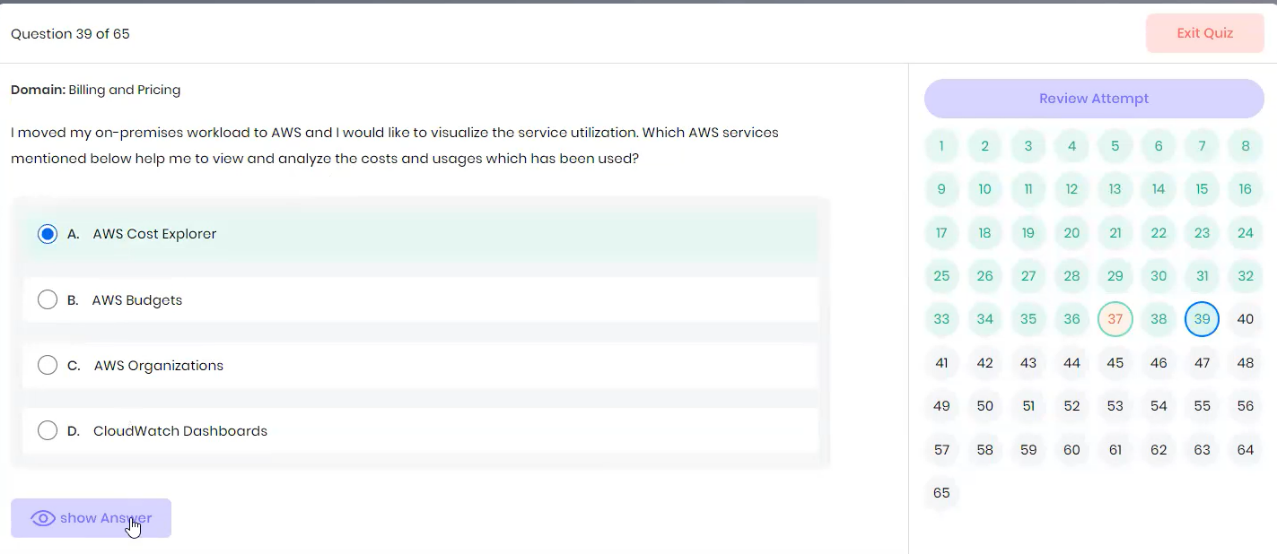 Question 39 of 65
Exit Quiz
Domain: Billing and Pricing
I moved my on-premises workload to AWS and I would like to visualize the service utilization. Which AWS services
mentioned below help me to view and analyze the costs and usages which has been used?
A. AWS Cost Explorer
B. AWS Budgets
C. AWS Organizations
D. CloudWatch Dashboards
show Answer
Review Attempt
1 2 3 4 5 6 7 8
9 10 11 12 13 14 15 16
17 18 19 20 21 22 23 24
25 26 27 28 29 30 31 32
33 34 35 36 37 38 39 40
41 42 43 44 45 46 47 48
49 50 51 52 53 54 55 56
57 58 59 60 61 62 63 64
65